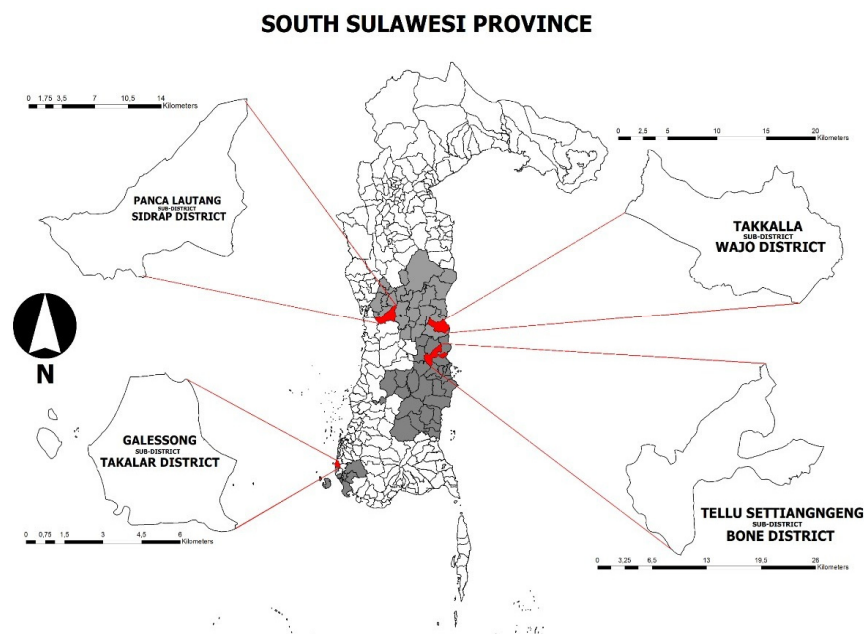 SOUTH SULAWESI PROVINCE
0 1.75 3,5 7 10,5 14
Kilometers
PANCA LAUTANG
SUB-DISTRICT
SIDRAP DISTRICT
0 2.5 5 10 15 20
Kilometers
TAKKALLA
SUB-DISTRICT
WAJO DISTRICT
N
GALESSONG
SUB-DISTRICT
TAKALAR DISTRICT
0 0,75 1,5 3 4,5 6
Kilometers
TELLU SETTIANGNGENG
SUB-DISTRICT
BONE DISTRICT
0 3,25 6,5 13 19,5 26
Kilometers